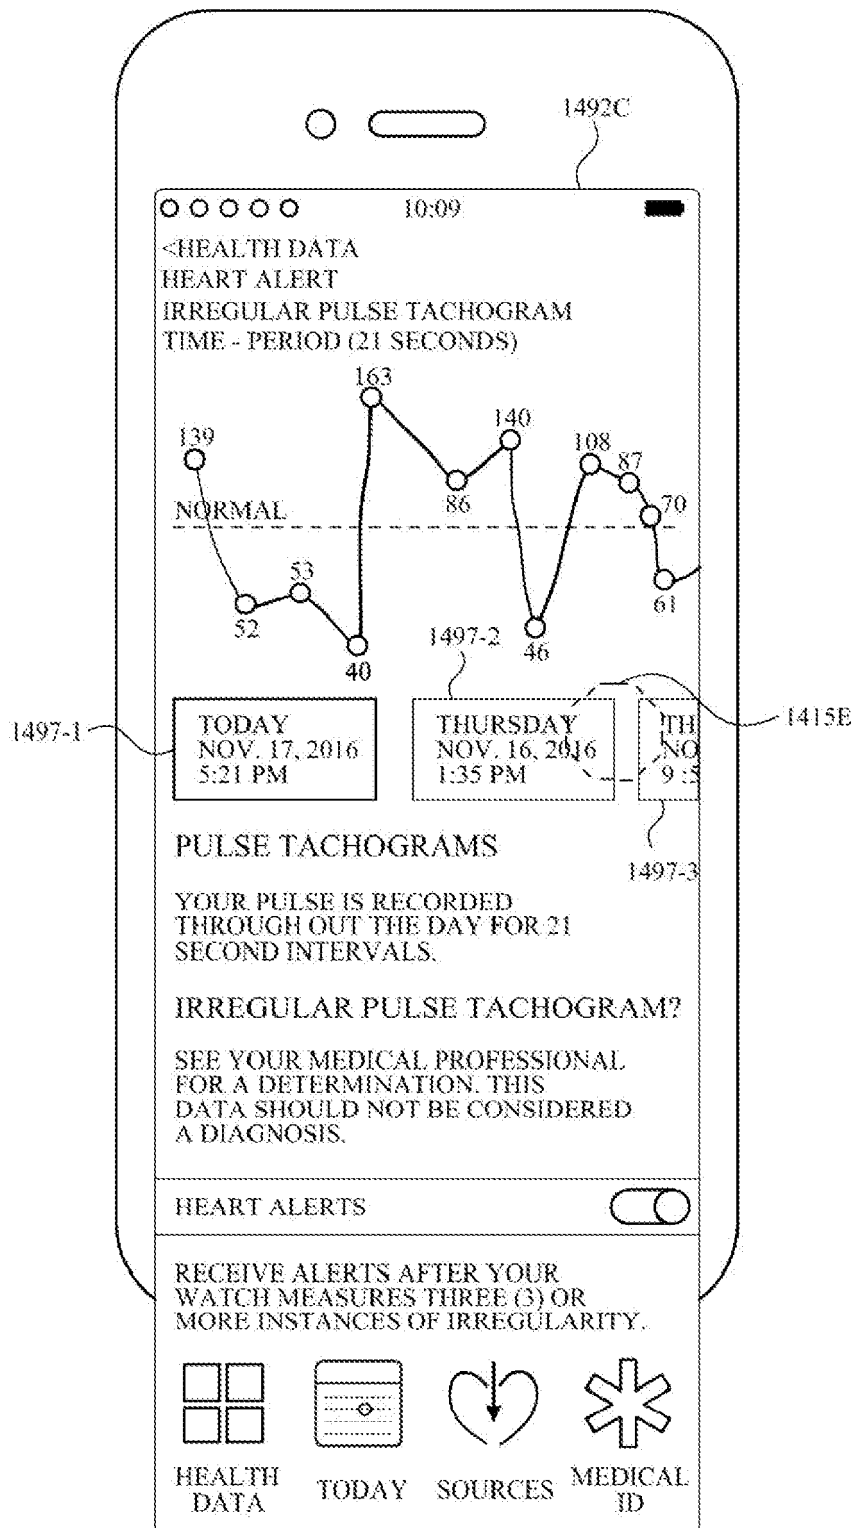 1492C
10:09
<HEALTH DATA
HEART ALERT
IRREGULAR PULSE TACHOGRAM
TIME - PERIOD (21 SECONDS)
163
139
140
108
87
86
70
NORMAL
53
52
61
46
40
1497-2
1497-1
1415E
TODAY
NOV. 17, 2016
5:21 PM
THURSDAY
NOV. 16, 2016
1:35 PM
TH
NO
9 :5
1497-3
PULSE TACHOGRAMS
YOUR PULSE IS RECORDED
THROUGH OUT THE DAY FOR 21
SECOND INTERVALS.
IRREGULAR PULSE TACHOGRAM?
SEE YOUR MEDICAL PROFESSIONAL
FOR A DETERMINATION. THIS
DATA SHOULD NOT BE CONSIDERED
A DIAGNOSIS.
HEART ALERTS
RECEIVE ALERTS AFTER YOUR
WATCH MEASURES THREE (3) OR
MORE INSTANCES OF IRREGULARITY.
HEALTH
DATA
TODAY
SOURCES
MEDICAL
ID